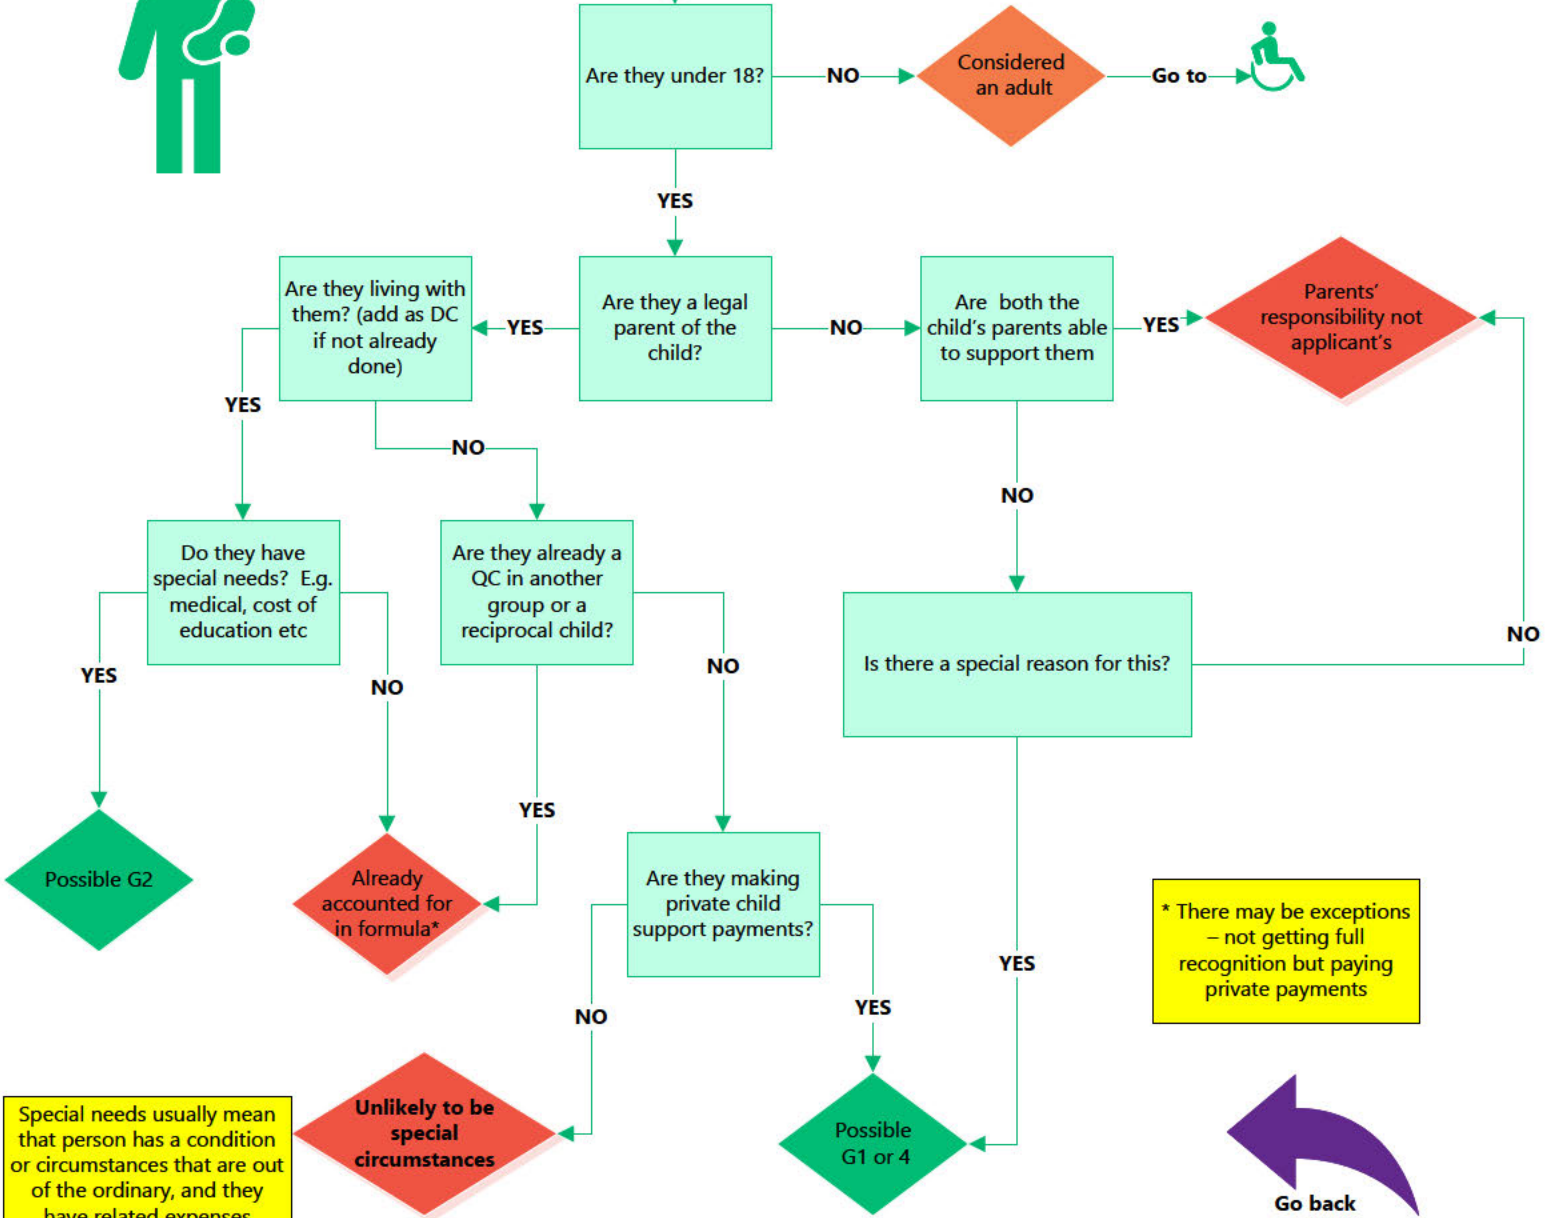 Are they under 18?
NO
Considered
an adult
Go to
YES
Are they living with
them? (add as DC
if not already
done)
YES
Are they a legal
parent of the
child?
NO
Are  both the
child's parents able
to support them
YES
Parents'
responsibility not
applicant's
YES
NO
NO
NO
Do they have
special needs?  E.g.
medical, cost of
education etc
Are they already a
QC in another
group or a
reciprocal child?
Is there a special reason for this?
YES
NO
NO
YES
Possible G2
Already
accounted for
in formula*
Are they making
private child
support payments?
* There may be exceptions
– not getting full
recognition but paying
private payments
YES
NO
YES
Special needs usually mean
that person has a condition
or circumstances that are out
of the ordinary, and they
have related expenses
Unlikely to be
special
circumstances
Possible
G1 or 4
Go back